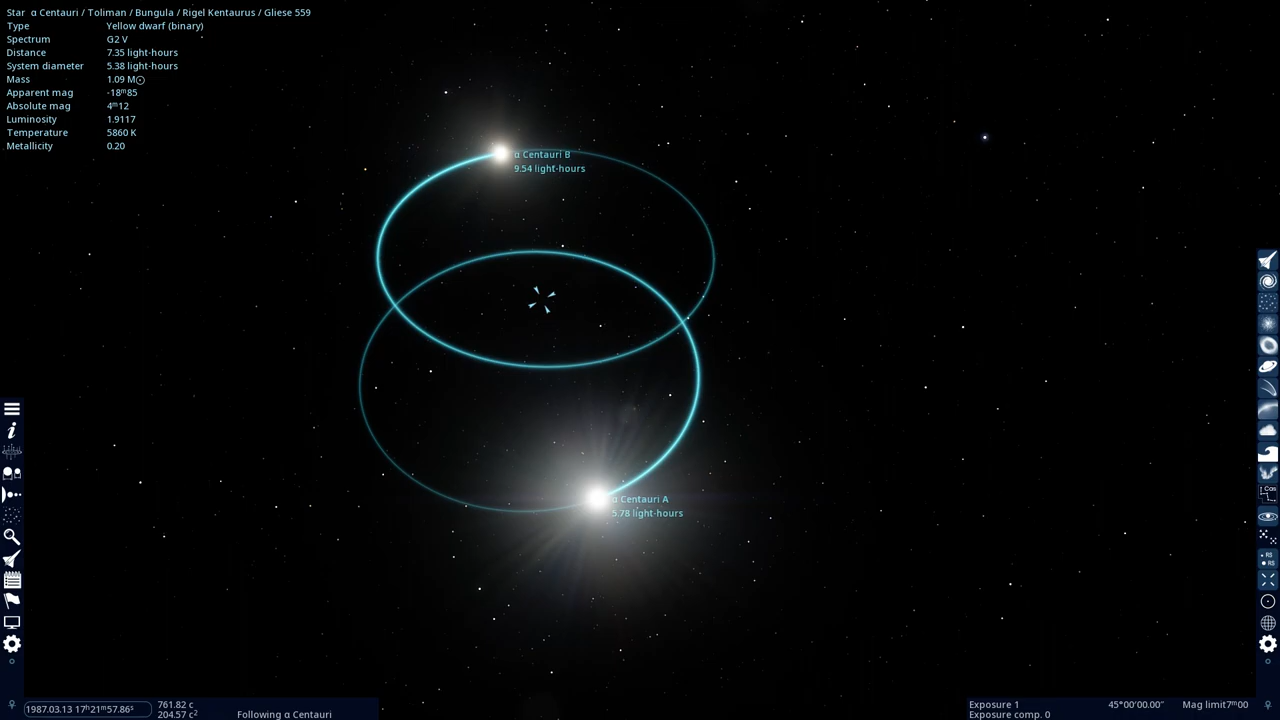 Star α Centauri / Toliman / Bungula / Rigel Kentaurus / Gliese 559
Type Yellow dwarf (binary)
Spectrum G2 V
Distance 7.35 light-hours
System diameter 5.38 light-hours
Mass 1.09 M☉
Apparent mag -18ᵐ85
Absolute mag 4ᵐ12
Luminosity 1.9117
Temperature 5860 K
Metallicity 0.20
α Centauri B
9.54 light-hours
α Centauri A
5.78 light-hours
Cas
RS
RS
1987.03.13 17ʰ21ᵐ57.86ˢ
761.82 c
204.57 c²
Following α Centauri
Exposure 1
Exposure comp. 0
45°00'00.00"
Mag limit 7ᵐ00